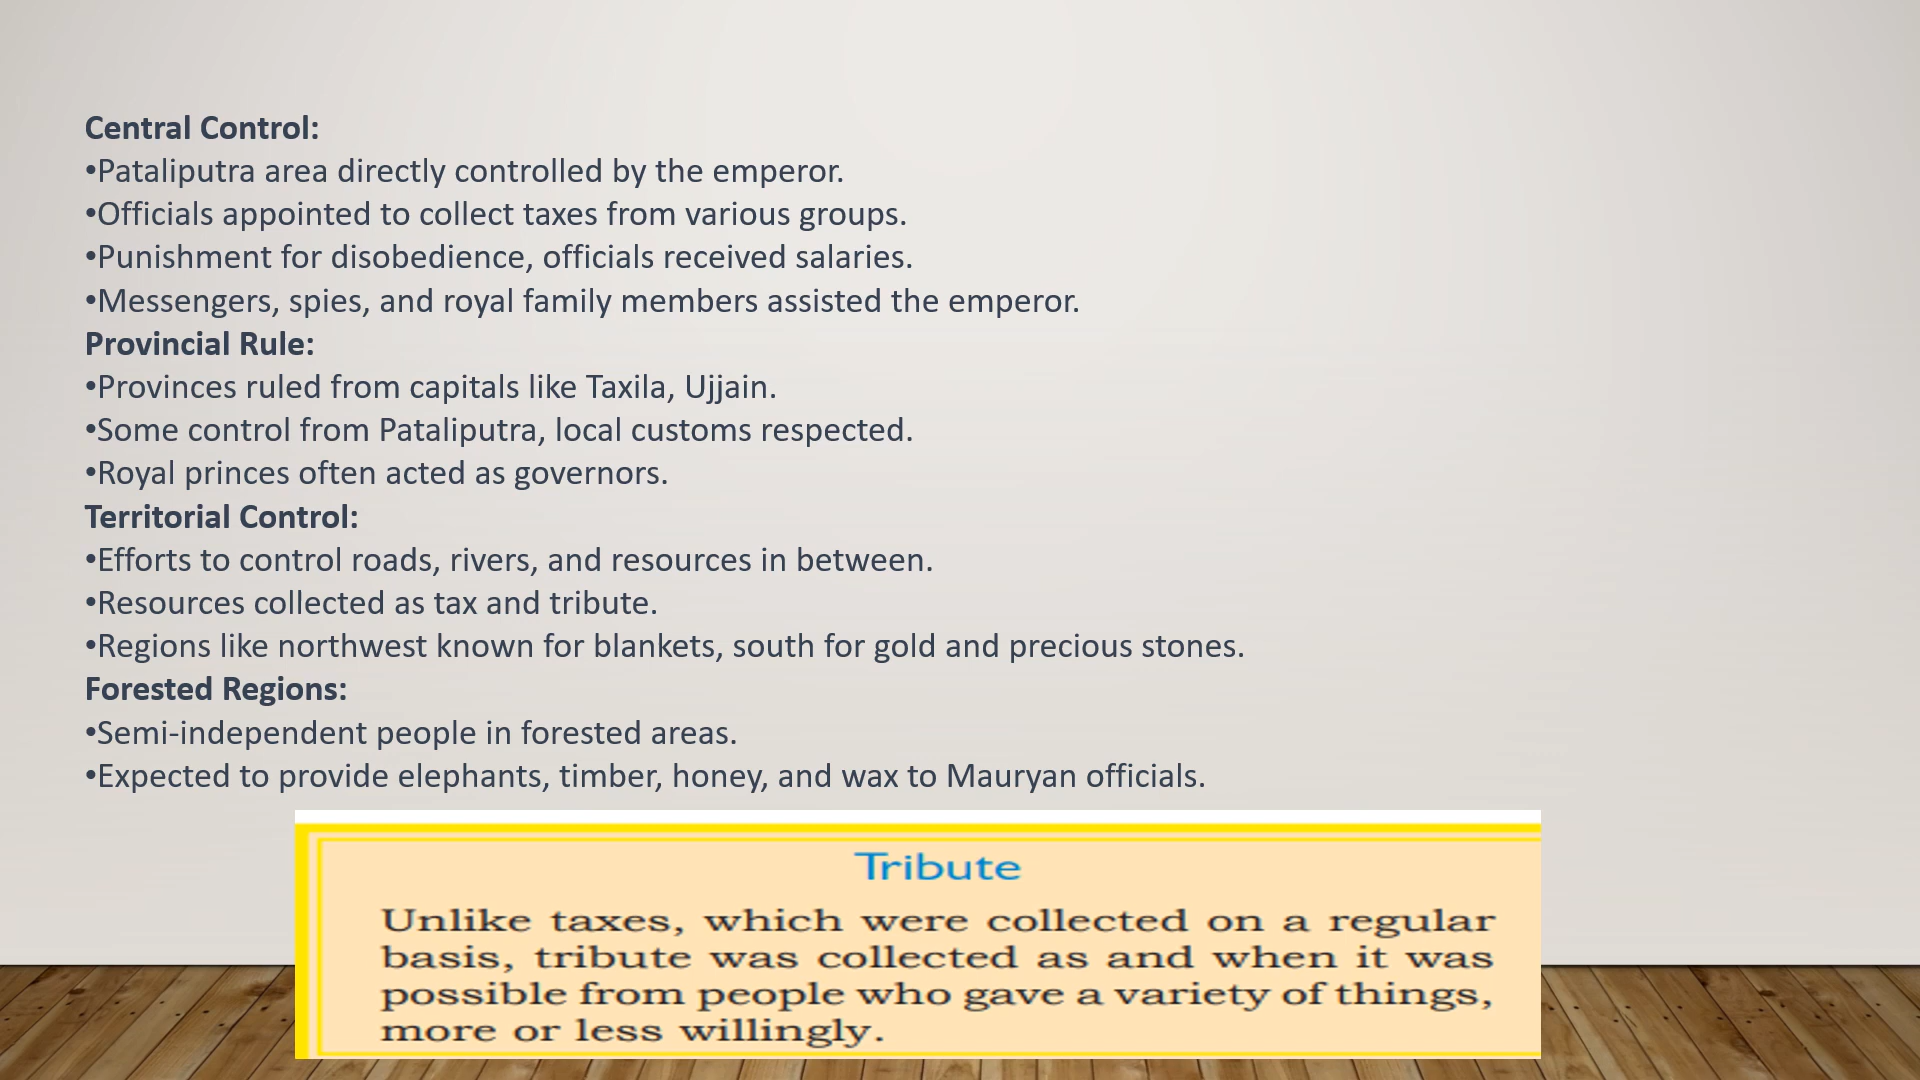 Central Control:
•Pataliputra area directly controlled by the emperor.
•Officials appointed to collect taxes from various groups.
•Punishment for disobedience, officials received salaries.
•Messengers, spies, and royal family members assisted the emperor.
Provincial Rule:
•Provinces ruled from capitals like Taxila, Ujjain.
•Some control from Pataliputra, local customs respected.
•Royal princes often acted as governors.
Territorial Control:
•Efforts to control roads, rivers, and resources in between.
•Resources collected as tax and tribute.
•Regions like northwest known for blankets, south for gold and precious stones.
Forested Regions:
•Semi-independent people in forested areas.
•Expected to provide elephants, timber, honey, and wax to Mauryan officials.
Tribute
Unlike taxes, which were collected on a regular
basis, tribute was collected as and when it was
possible from people who gave a variety of things,
more or less willingly.